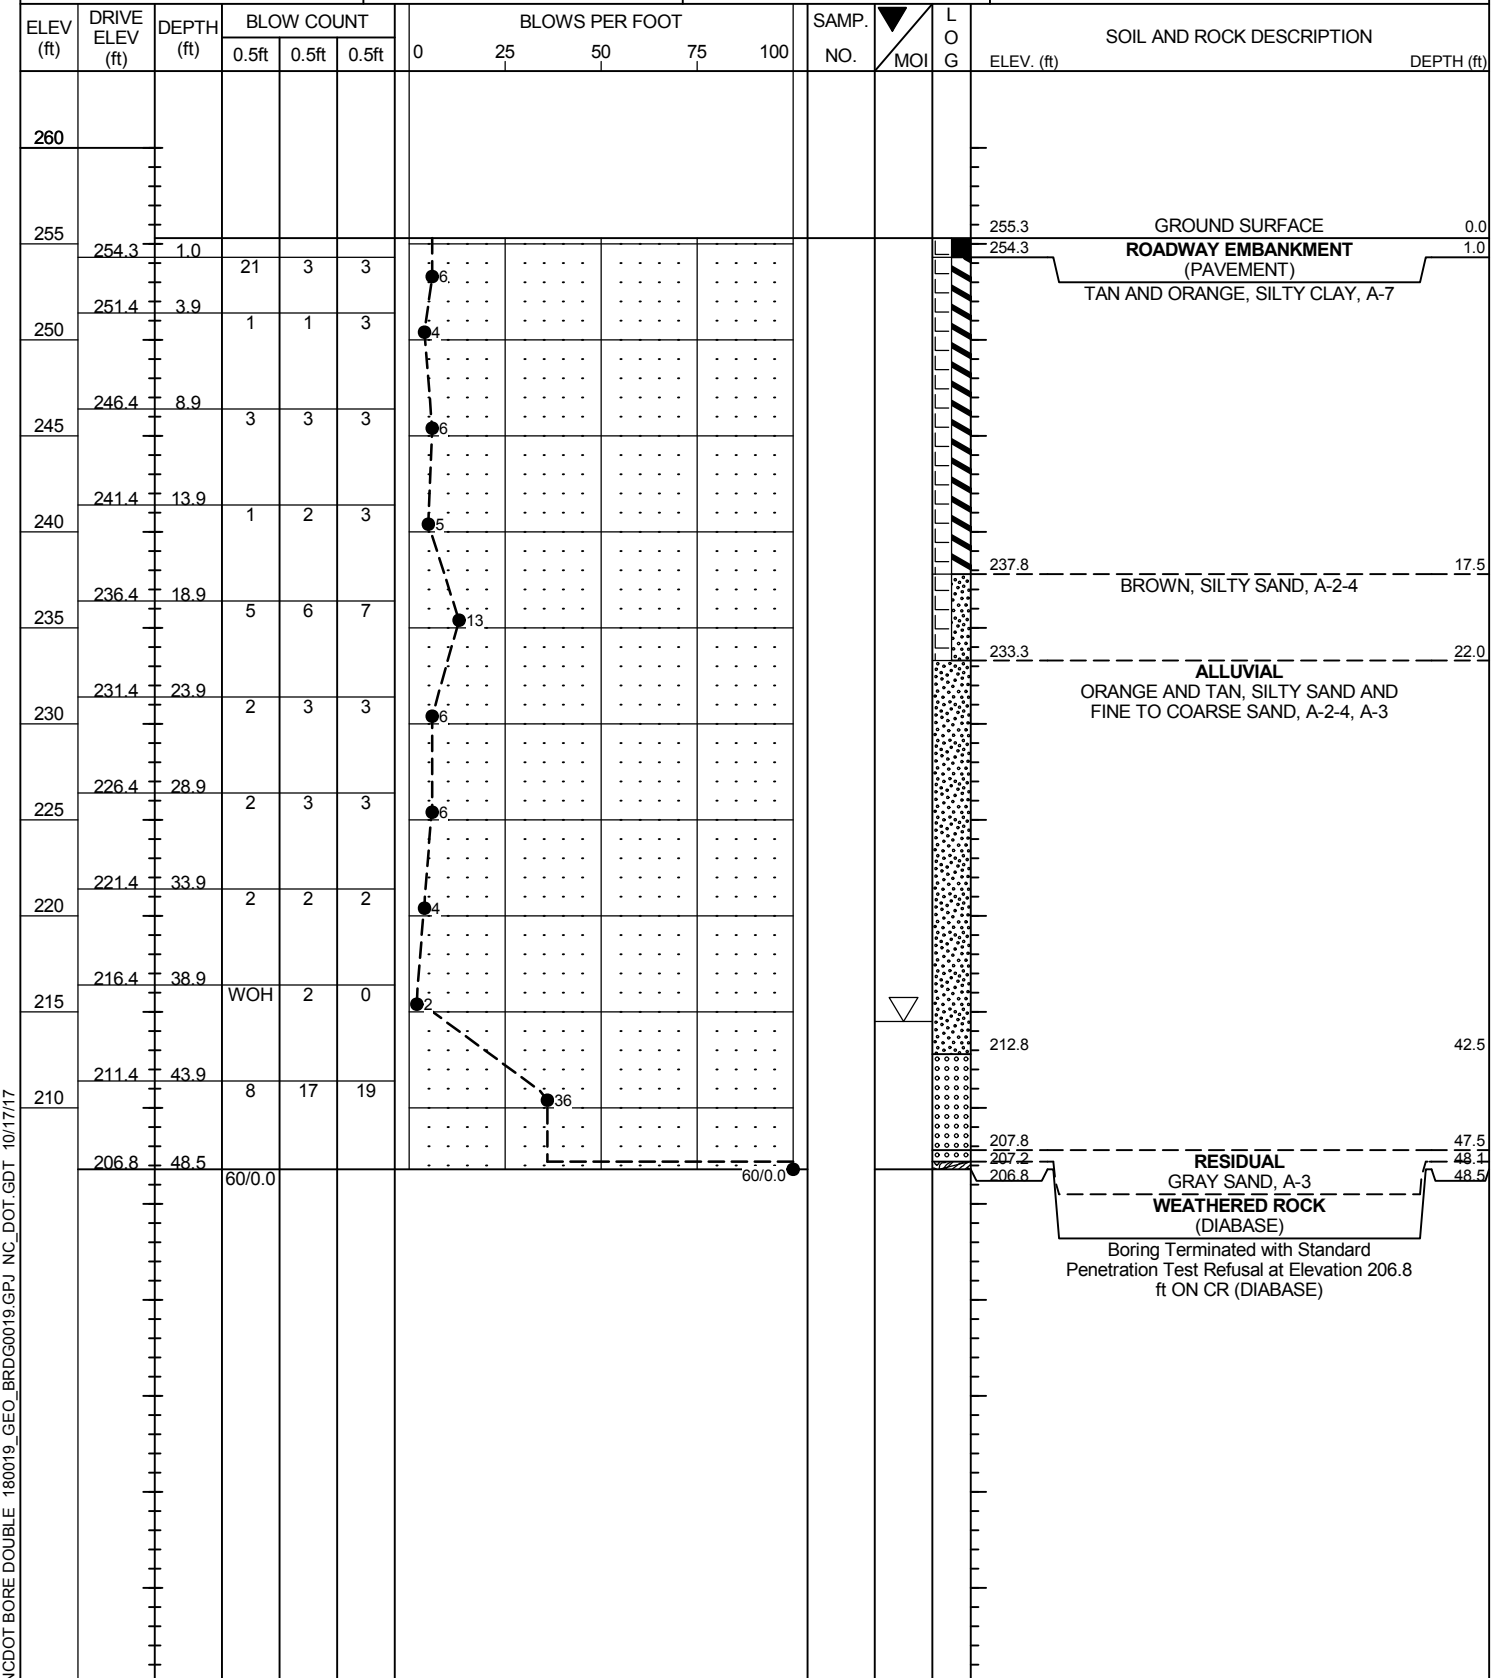 ELEV (ft) DRIVE ELEV (ft) DEPTH (ft) BLOW COUNT BLOWS PER FOOT SAMP. NO. MOI L O G SOIL AND ROCK DESCRIPTION
0.5ft 0.5ft 0.5ft 0 25 50 75 100 ELEV. (ft) DEPTH (ft)
260
255.3 GROUND SURFACE 0.0
255
254.3 1.0 254.3 ROADWAY EMBANKMENT 1.0
21 3 3 6 (PAVEMENT)
TAN AND ORANGE, SILTY CLAY, A-7
251.4 3.9
250 1 1 3 4
246.4 8.9
245 3 3 3 6
241.4 13.9
240 1 2 3 5
237.8 17.5
BROWN, SILTY SAND, A-2-4
236.4 18.9
235 5 6 7 13
233.3 22.0
ALLUVIAL
231.4 23.9 ORANGE AND TAN, SILTY SAND AND
230 2 3 3 6 FINE TO COARSE SAND, A-2-4, A-3
226.4 28.9
225 2 3 3 6
221.4 33.9
220 2 2 2 4
216.4 38.9
215 WOH 2 0 2
212.8 42.5
211.4 43.9
210 8 17 19 36
207.8 47.5
206.8 48.5 207.2 RESIDUAL 48.1
60/0.0 60/0.0 206.8 GRAY SAND, A-3 48.5
WEATHERED ROCK
(DIABASE)
Boring Terminated with Standard
Penetration Test Refusal at Elevation 206.8
ft ON CR (DIABASE)
NCDOT BORE DOUBLE 180019_GEO_BRDG0019.GPJ NC_DOT.GDT 10/17/17